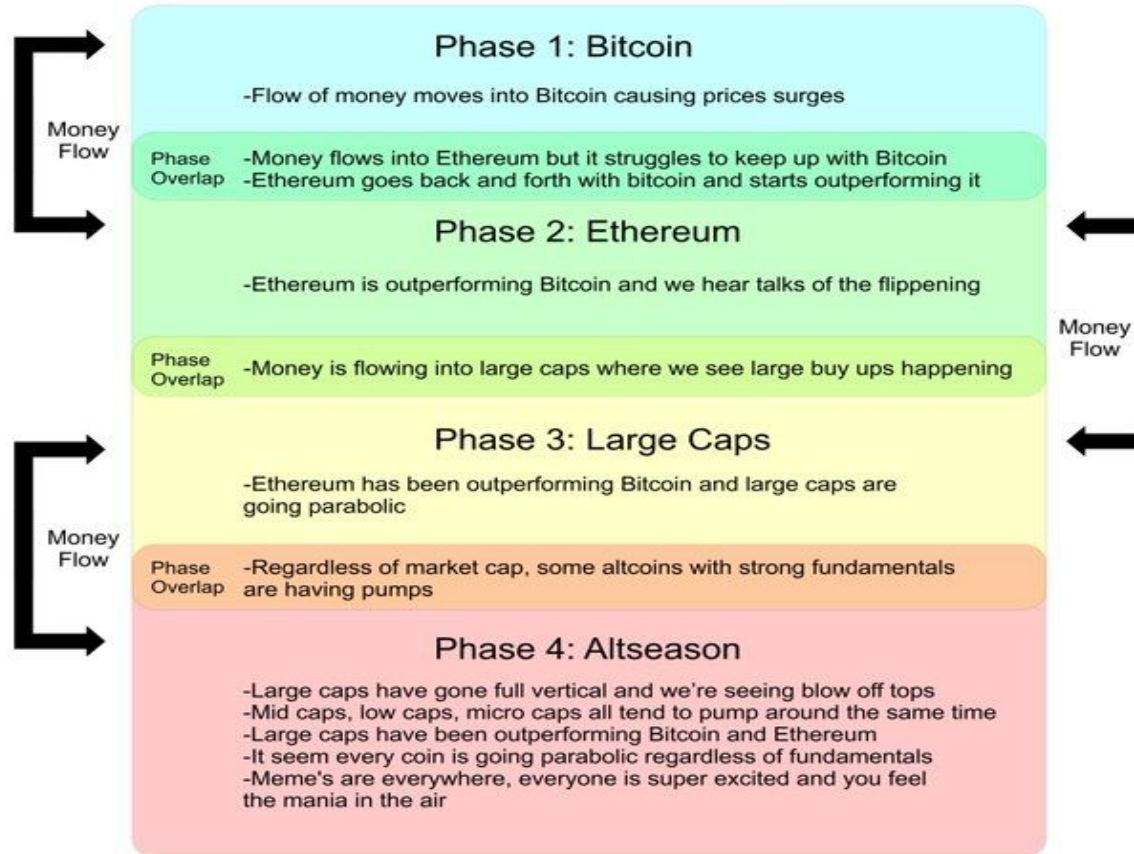 Phase 1: Bitcoin
-Flow of money moves into Bitcoin causing prices surges
Money
Flow
Phase
Overlap
-Money flows into Ethereum but it struggles to keep up with Bitcoin
-Ethereum goes back and forth with bitcoin and starts outperforming it
Phase 2: Ethereum
-Ethereum is outperforming Bitcoin and we hear talks of the flippening
Money
Flow
Phase
Overlap
-Money is flowing into large caps where we see large buy ups happening
Phase 3: Large Caps
-Ethereum has been outperforming Bitcoin and large caps are
going parabolic
Money
Flow
Phase
Overlap
-Regardless of market cap, some altcoins with strong fundamentals
are having pumps
Phase 4: Altseason
-Large caps have gone full vertical and we're seeing blow off tops
-Mid caps, low caps, micro caps all tend to pump around the same time
-Large caps have been outperforming Bitcoin and Ethereum
-It seem every coin is going parabolic regardless of fundamentals
-Meme's are everywhere, everyone is super excited and you feel
the mania in the air